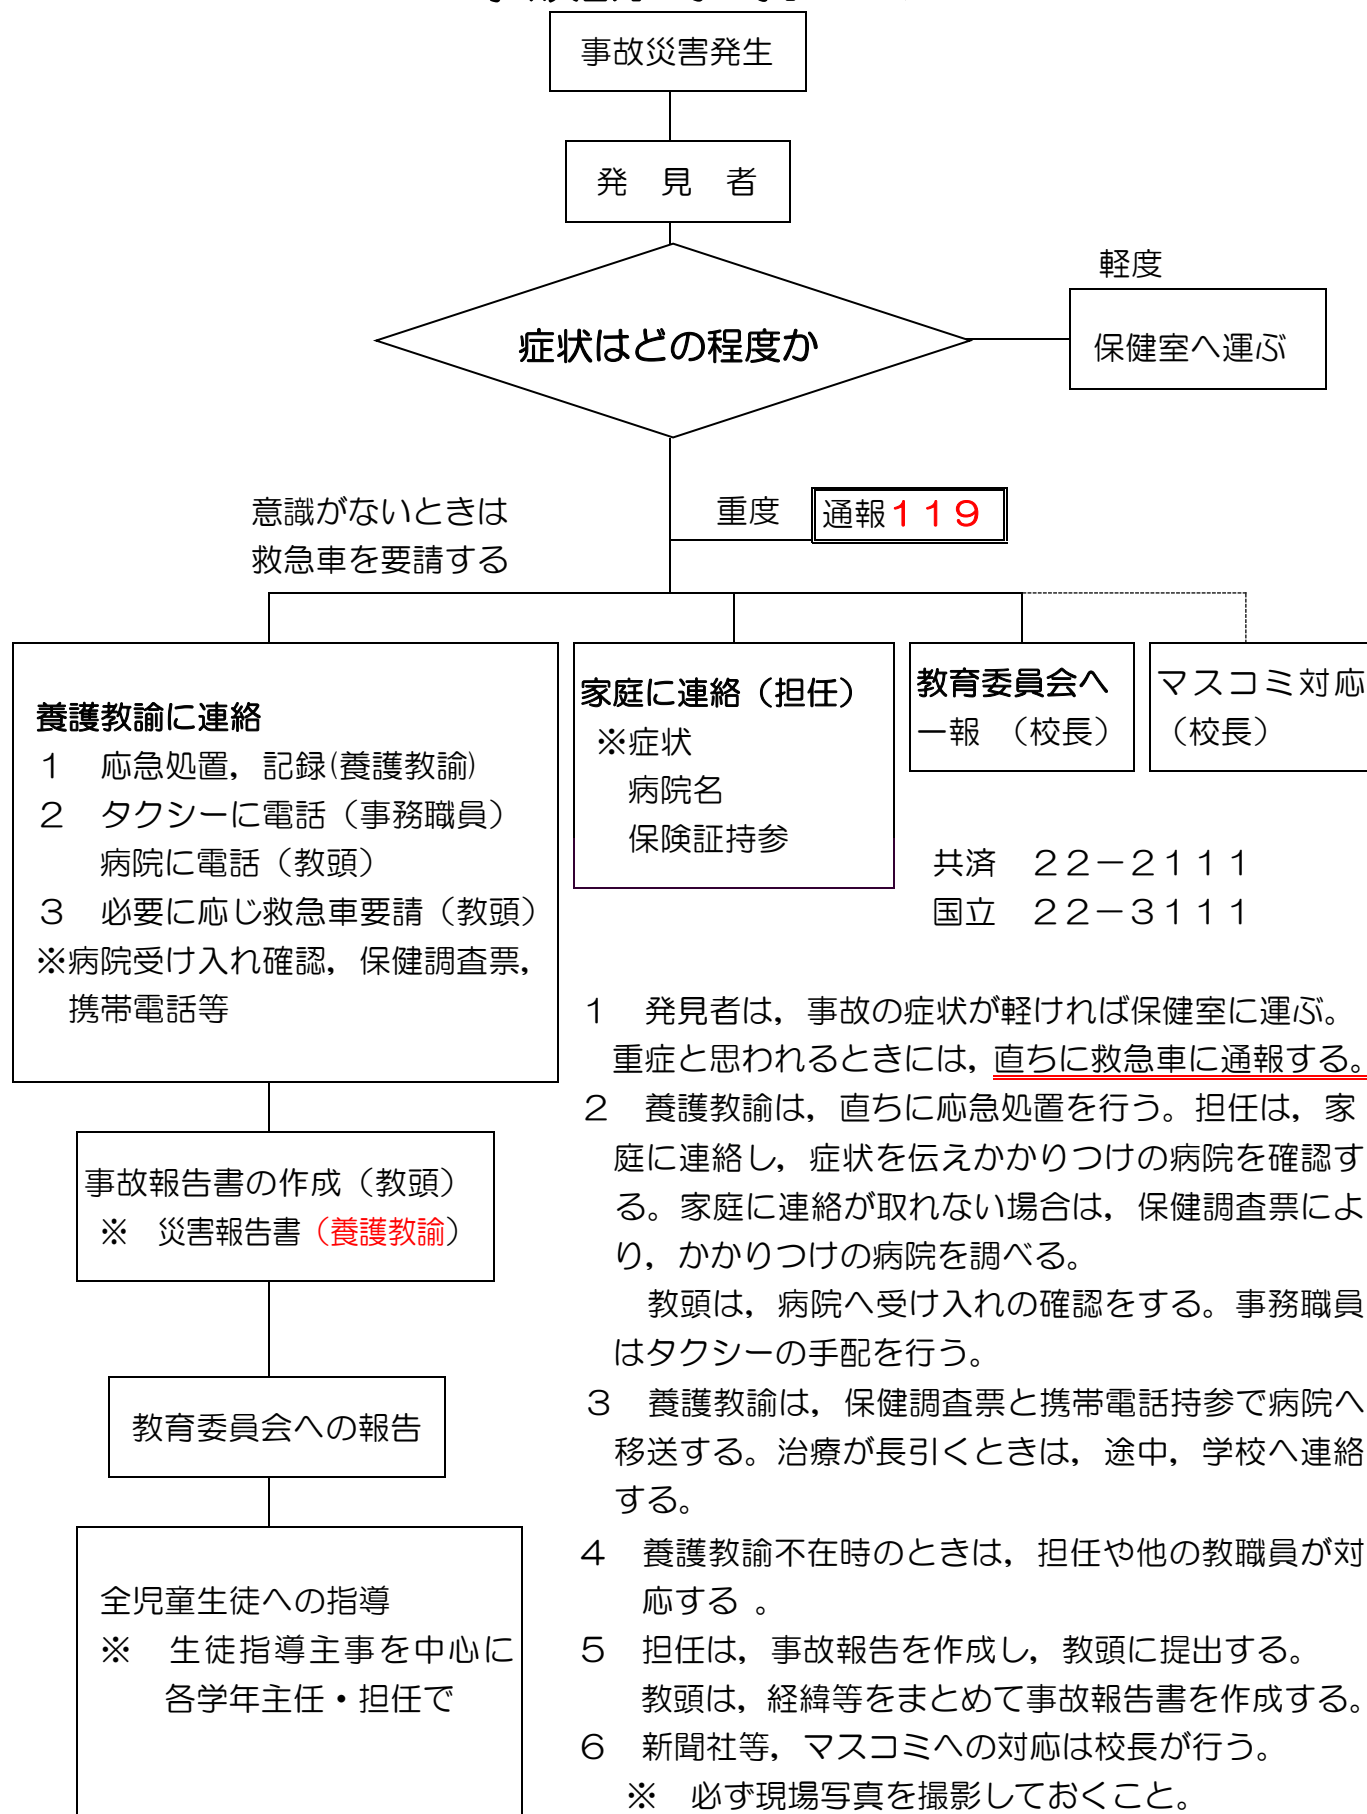 事故災害発生
発　見　者
症状はどの程度か
軽度
保健室へ運ぶ
意識がないときは
救急車を要請する
重度
通報１１９
養護教諭に連絡
１　応急処置，記録(養護教諭)
２　タクシーに電話（事務職員）
病院に電話（教頭）
３　必要に応じ救急車要請（教頭）
※病院受け入れ確認，保健調査票，
携帯電話等
家庭に連絡（担任）
※症状
病院名
保険証持参
教育委員会へ
一報　（校長）
マスコミ対応
（校長）
共済　２２－２１１１
国立　２２－３１１１
事故報告書の作成（教頭）
※　災害報告書（養護教諭）
教育委員会への報告
全児童生徒への指導
※　生徒指導主事を中心に
各学年主任・担任で
１　発見者は，事故の症状が軽ければ保健室に運ぶ。
重症と思われるときには，直ちに救急車に通報する。
２　養護教諭は，直ちに応急処置を行う。担任は，家
庭に連絡し，症状を伝えかかりつけの病院を確認す
る。家庭に連絡が取れない場合は，保健調査票によ
り，かかりつけの病院を調べる。
教頭は，病院へ受け入れの確認をする。事務職員
はタクシーの手配を行う。
３　養護教諭は，保健調査票と携帯電話持参で病院へ
移送する。治療が長引くときは，途中，学校へ連絡
する。
４　養護教諭不在時のときは，担任や他の教職員が対
応する 。
５　担任は，事故報告を作成し，教頭に提出する。
教頭は，経緯等をまとめて事故報告書を作成する。
６　新聞社等，マスコミへの対応は校長が行う。
※　必ず現場写真を撮影しておくこと。